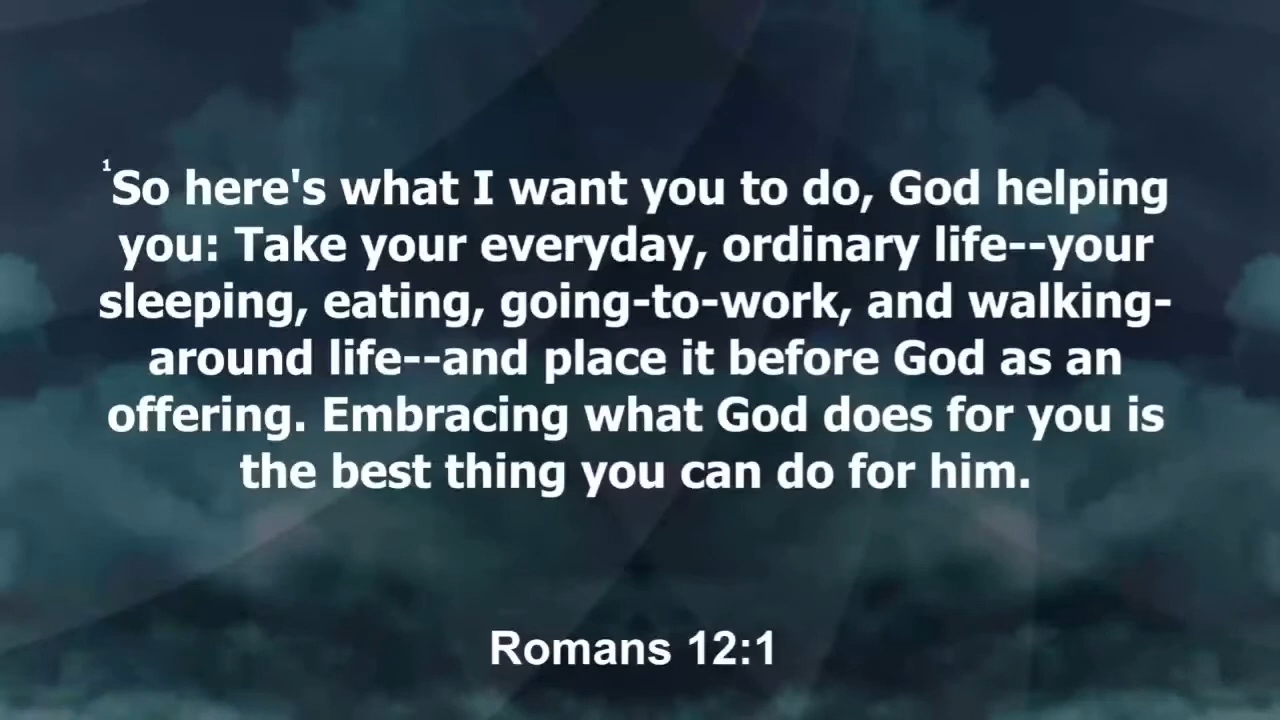 ¹So here's what I want you to do, God helping
you: Take your everyday, ordinary life--your
sleeping, eating, going-to-work, and walking-
around life--and place it before God as an
offering. Embracing what God does for you is
the best thing you can do for him.
Romans 12:1